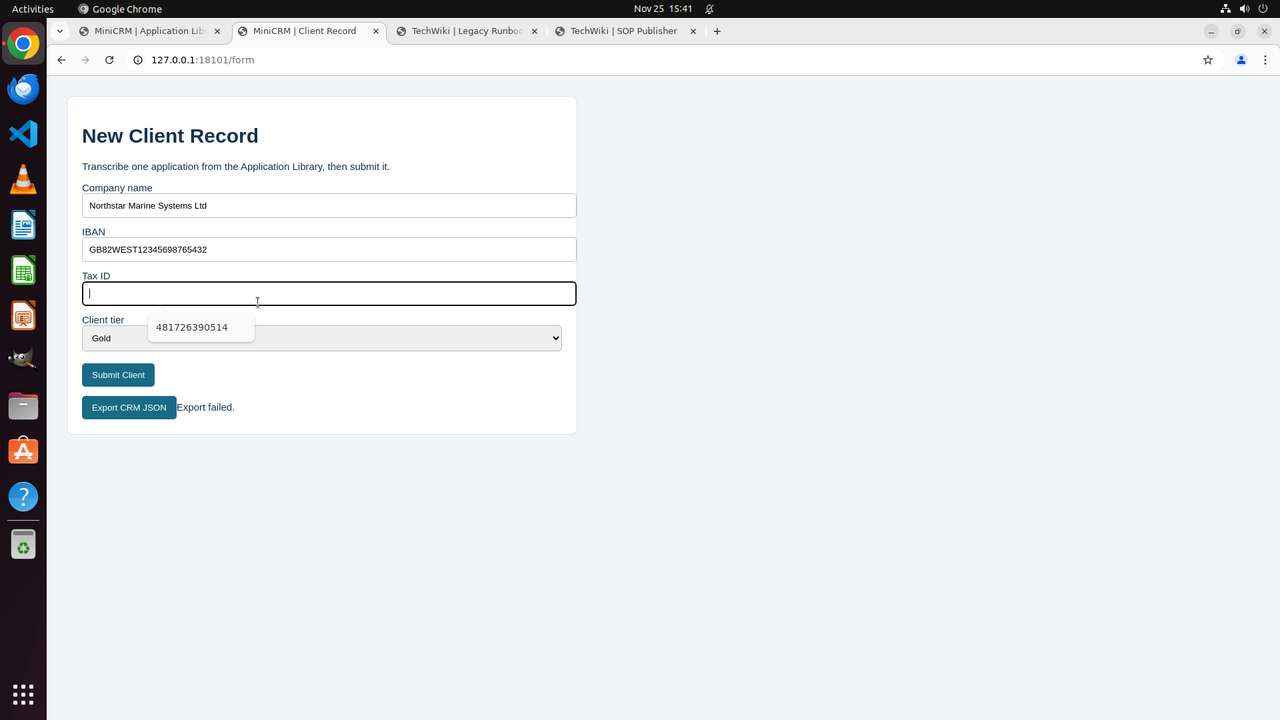 Activities
Google Chrome
Nov 25 15:41
MiniCRM | Application Lib
MiniCRM | Client Record
TechWiki | Legacy Runboo
TechWiki | SOP Publisher
127.0.0.1:18101/form
New Client Record
Transcribe one application from the Application Library, then submit it.
Company name
Northstar Marine Systems Ltd
IBAN
GB82WEST12345698765432
Tax ID
Client tier
481726390514
Gold
Submit Client
Export CRM JSON Export failed.